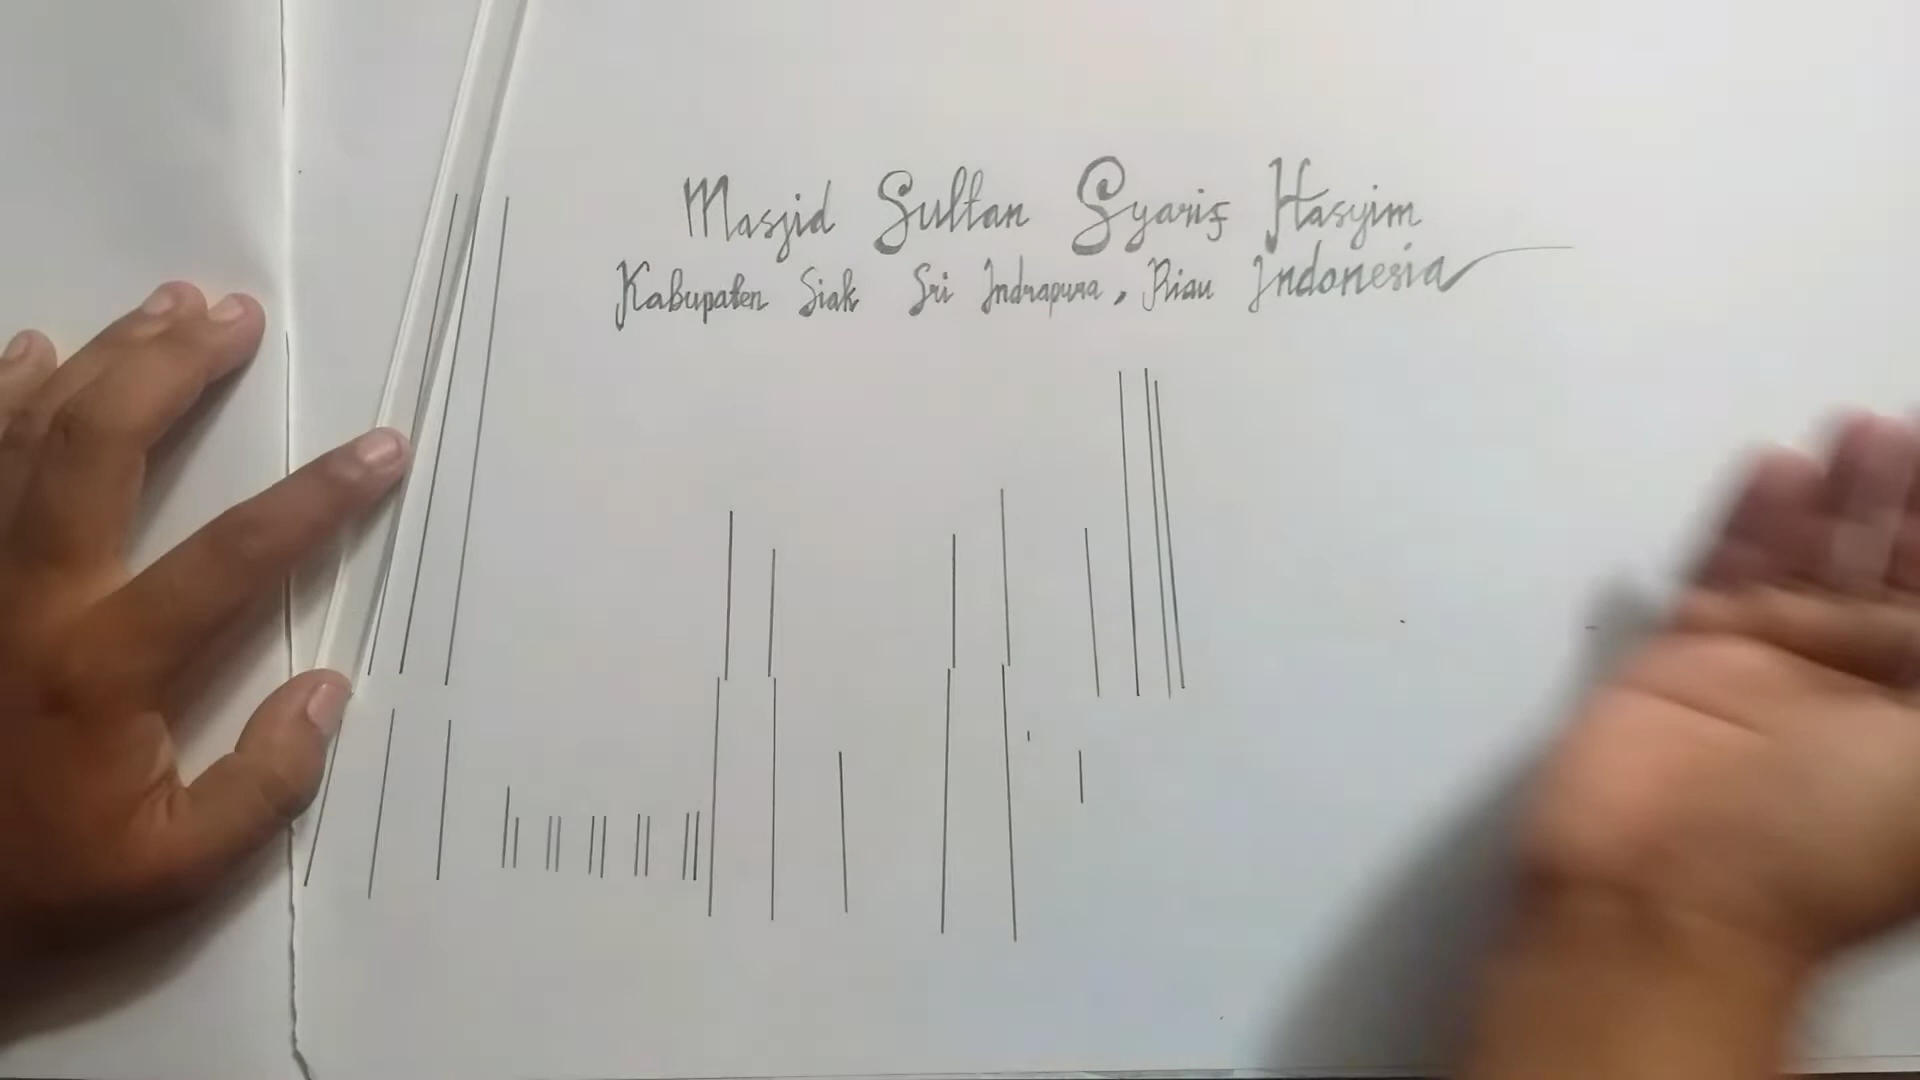 Masjid Sultan Syarif Hasyim
Kabupaten Siak Sri Indrapura, Riau Indonesia